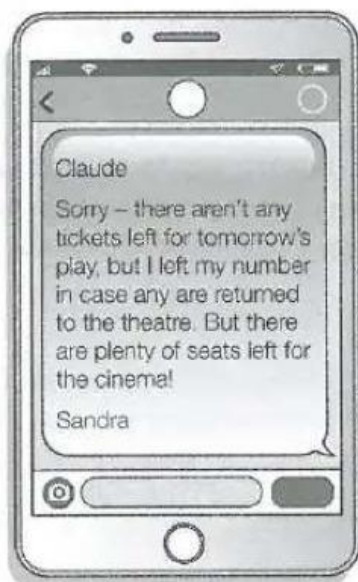 Claude
Sorry – there aren't any
tickets left for tomorrow's
play, but I left my number
in case any are returned
to the theatre. But there
are plenty of seats left for
the cinema!
Sandra